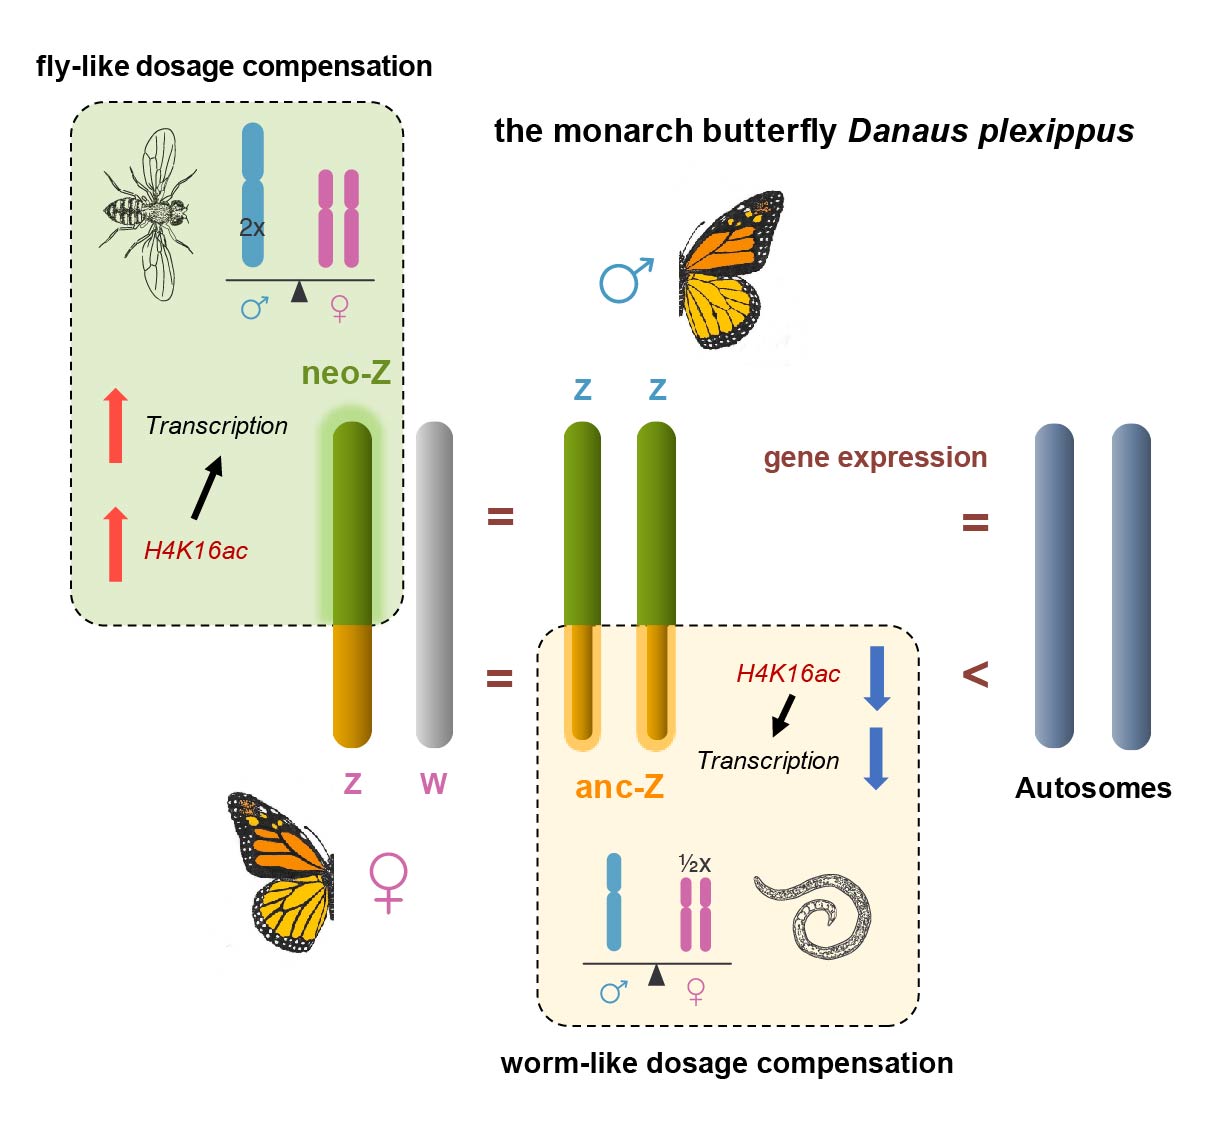 fly-like dosage compensation
the monarch butterfly Danaus plexippus
2x
♂ ♀
♂
neo-Z
Z Z
Transcription
gene expression
=
=
H4K16ac
=
H4K16ac
<
Transcription
Z W
anc-Z
Autosomes
♀
½x
♂ ♀
worm-like dosage compensation